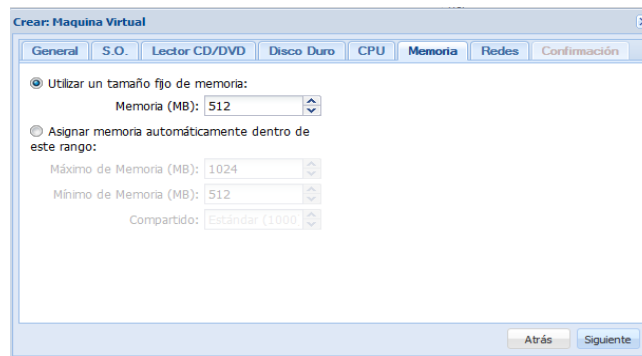 Crear: Maquina Virtual
General S.O. Lector CD/DVD Disco Duro CPU Memoria Redes Confirmación
Utilizar un tamaño fijo de memoria:
Memoria (MB): 512
Asignar memoria automáticamente dentro de
este rango:
Máximo de Memoria (MB): 1024
Mínimo de Memoria (MB): 512
Compartido: Estándar (1000
Atrás Siguiente